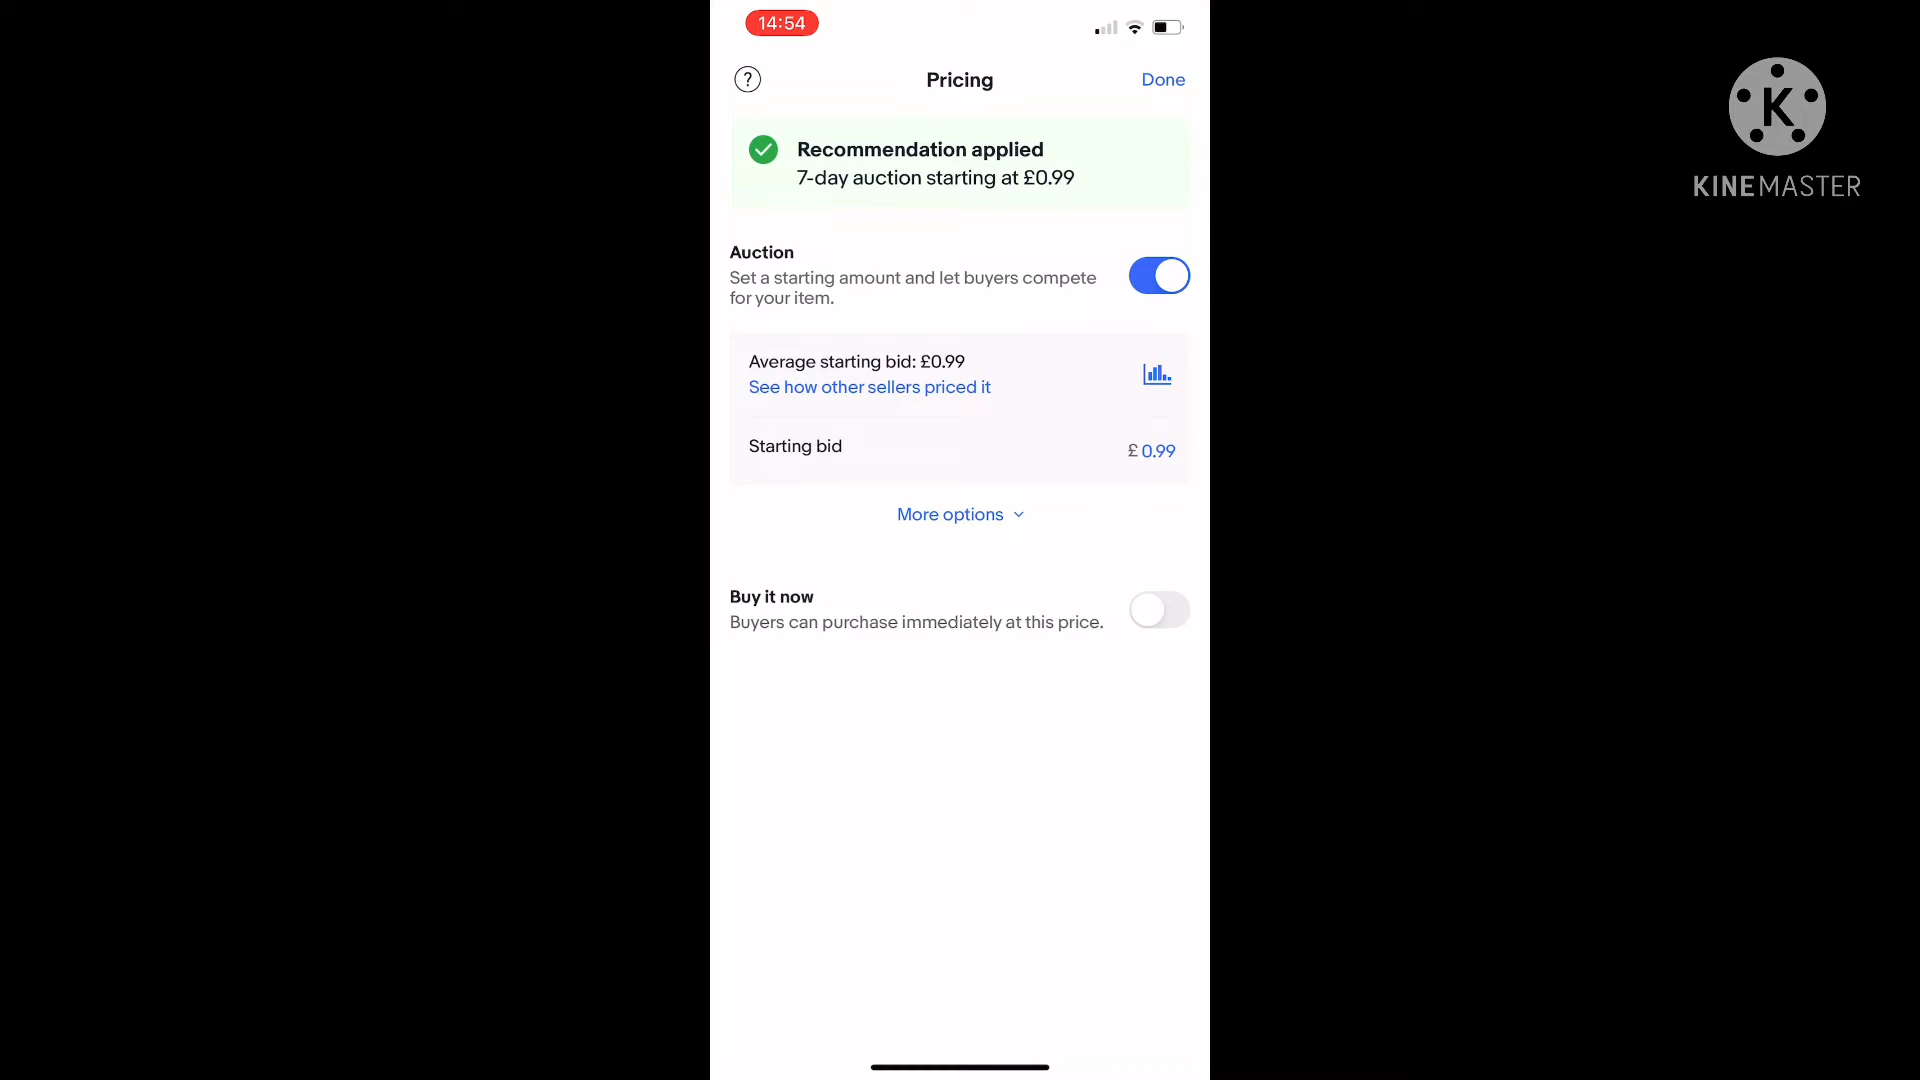 14:54
?
Pricing
Done
Recommendation applied
7-day auction starting at £0.99
Auction
Set a starting amount and let buyers compete
for your item.
Average starting bid: £0.99
See how other sellers priced it
Starting bid
£ 0.99
More options
Buy it now
Buyers can purchase immediately at this price.
K
KINEMASTER